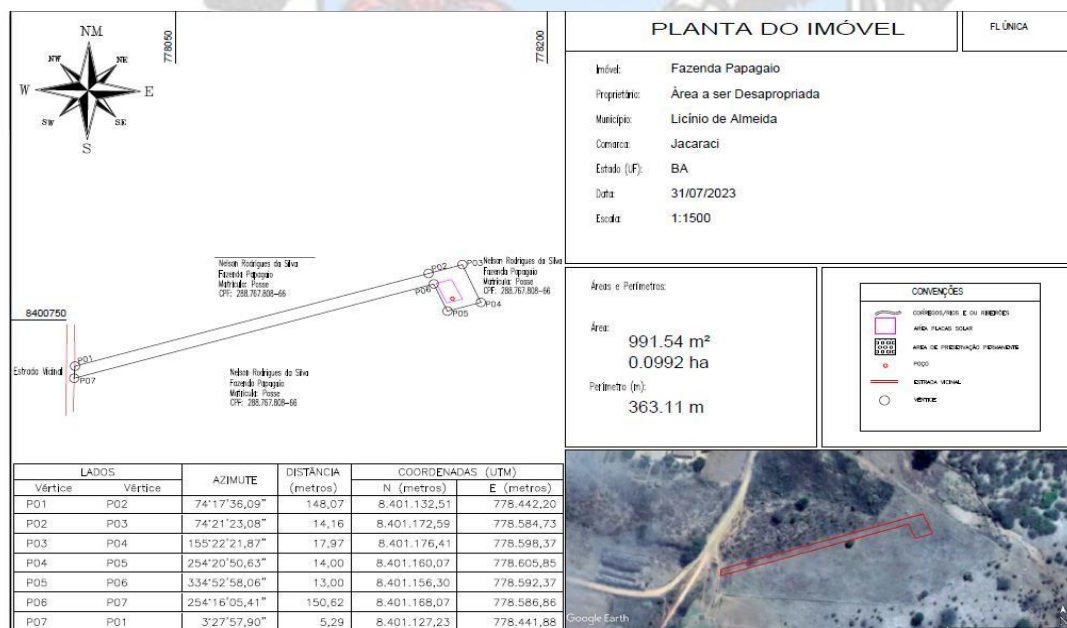 NM
NW
NE
W
E
SW
SE
S
778050
778200
8400750
P01
P02
P03
P04
P05
P06
P07
Estrada Vicinal
Nelson Rodrigues da Silva
Fazenda Papagaio
Matrícula: Posse
CPF: 288.767.808-66
Nelson Rodrigues da Silva
Fazenda Papagaio
Matrícula: Posse
CPF: 288.767.808-66
Nelson Rodrigues da Silva
Fazenda Papagaio
Matrícula: Posse
CPF: 288.767.808-66
PLANTA DO IMÓVEL
FL ÚNICA
Imóvel: Fazenda Papagaio
Proprietário: Área a ser Desapropriada
Município: Licínio de Almeida
Comarca: Jacaraci
Estado (UF): BA
Data: 31/07/2023
Escala: 1:1500
Áreas e Perímetros:
Área:
991.54 m²
0.0992 ha
Perímetro (m):
363.11 m
CONVENÇÕES
CORREGOS/RIOS E OU RIBEIRÕES
AREA PLACAS SOLAR
AREA DE PRESERVAÇÃO PERMANENTE
POÇO
ESTRADA VICINAL
VÉRTICE
LADOS AZIMUTE DISTÂNCIA COORDENADAS (UTM)
Vértice Vértice (metros) N (metros) E (metros)
P01 P02 74°17'36,09" 148,07 8.401.132,51 778.442,20
P02 P03 74°21'23,08" 14,16 8.401.172,59 778.584,73
P03 P04 155°22'21,87" 17,97 8.401.176,41 778.598,37
P04 P05 254°20'50,63" 14,00 8.401.160,07 778.605,85
P05 P06 334°52'58,06" 13,00 8.401.156,30 778.592,37
P06 P07 254°16'05,41" 150,62 8.401.168,07 778.586,86
P07 P01 3°27'57,90" 5,29 8.401.127,23 778.441,88
Google Earth